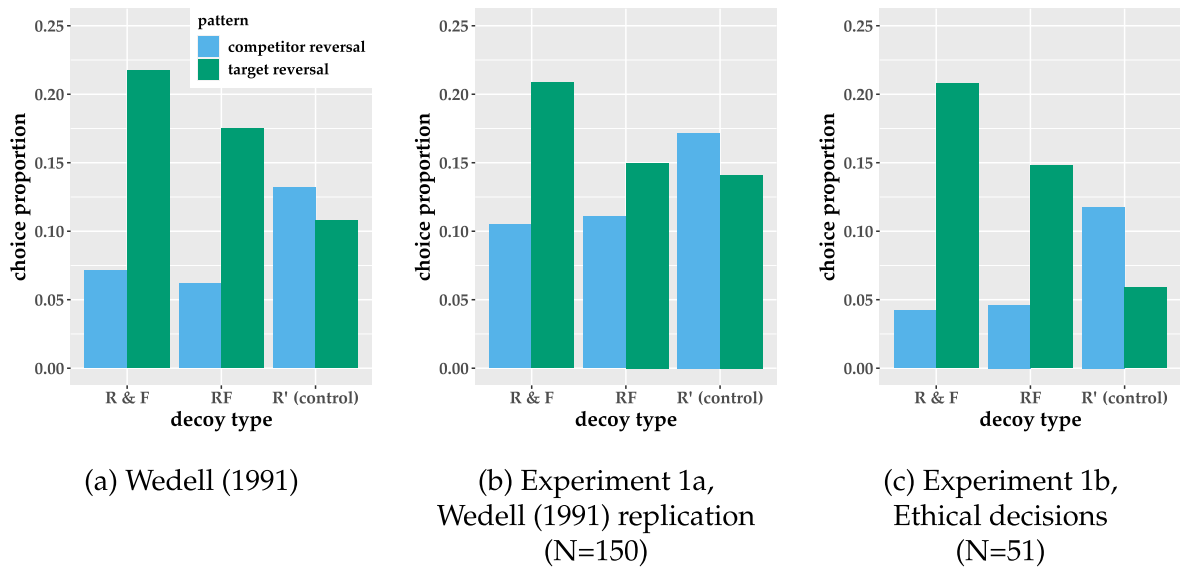 pattern
competitor reversal
target reversal
choice proportion
0.25
0.20
0.15
0.10
0.05
0.00
R & F
RF
R' (control)
decoy type
(a) Wedell (1991)
choice proportion
0.25
0.20
0.15
0.10
0.05
0.00
R & F
RF
R' (control)
decoy type
(b) Experiment 1a,
Wedell (1991) replication
(N=150)
choice proportion
0.25
0.20
0.15
0.10
0.05
0.00
R & F
RF
R' (control)
decoy type
(c) Experiment 1b,
Ethical decisions
(N=51)